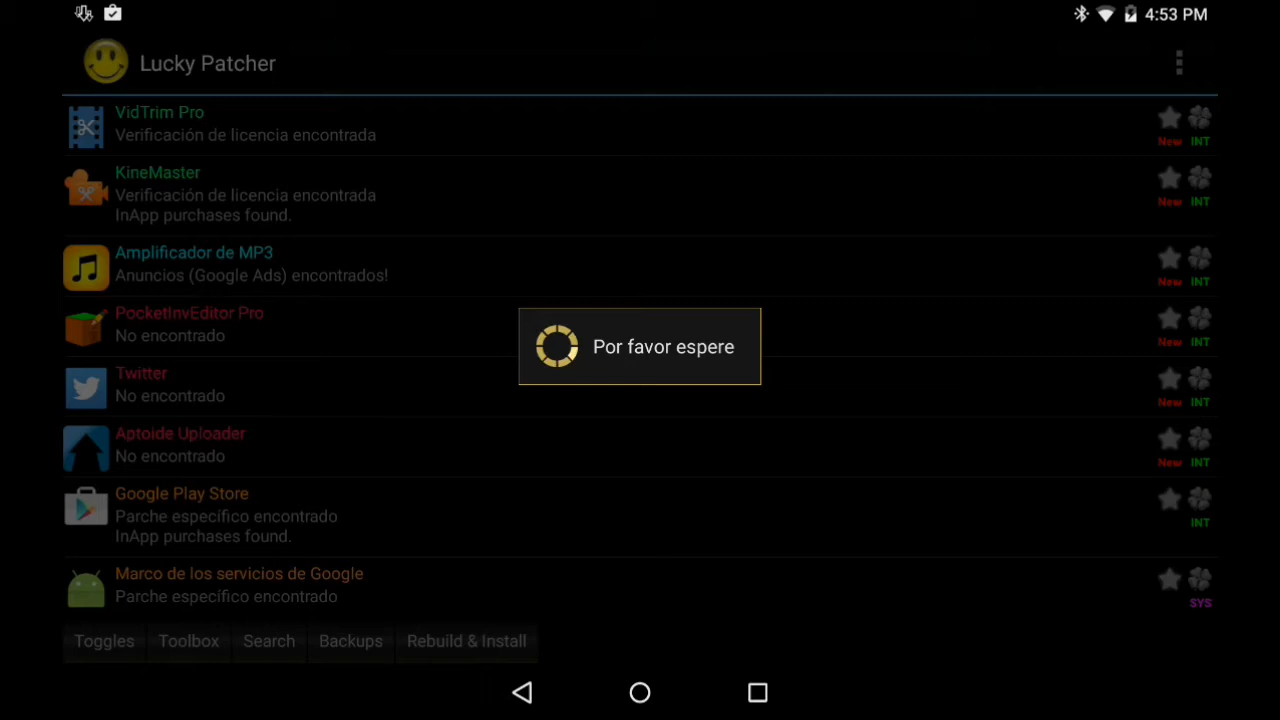 4:53 PM
Lucky Patcher
VidTrim Pro
Verificación de licencia encontrada
New INT
KineMaster
Verificación de licencia encontrada
InApp purchases found.
New INT
Amplificador de MP3
Anuncios (Google Ads) encontrados!
New INT
PocketInvEditor Pro
No encontrado
New INT
Por favor espere
Twitter
No encontrado
New INT
Aptoide Uploader
No encontrado
New INT
Google Play Store
Parche específico encontrado
InApp purchases found.
INT
Marco de los servicios de Google
Parche específico encontrado
SYS
Toggles Toolbox Search Backups Rebuild & Install